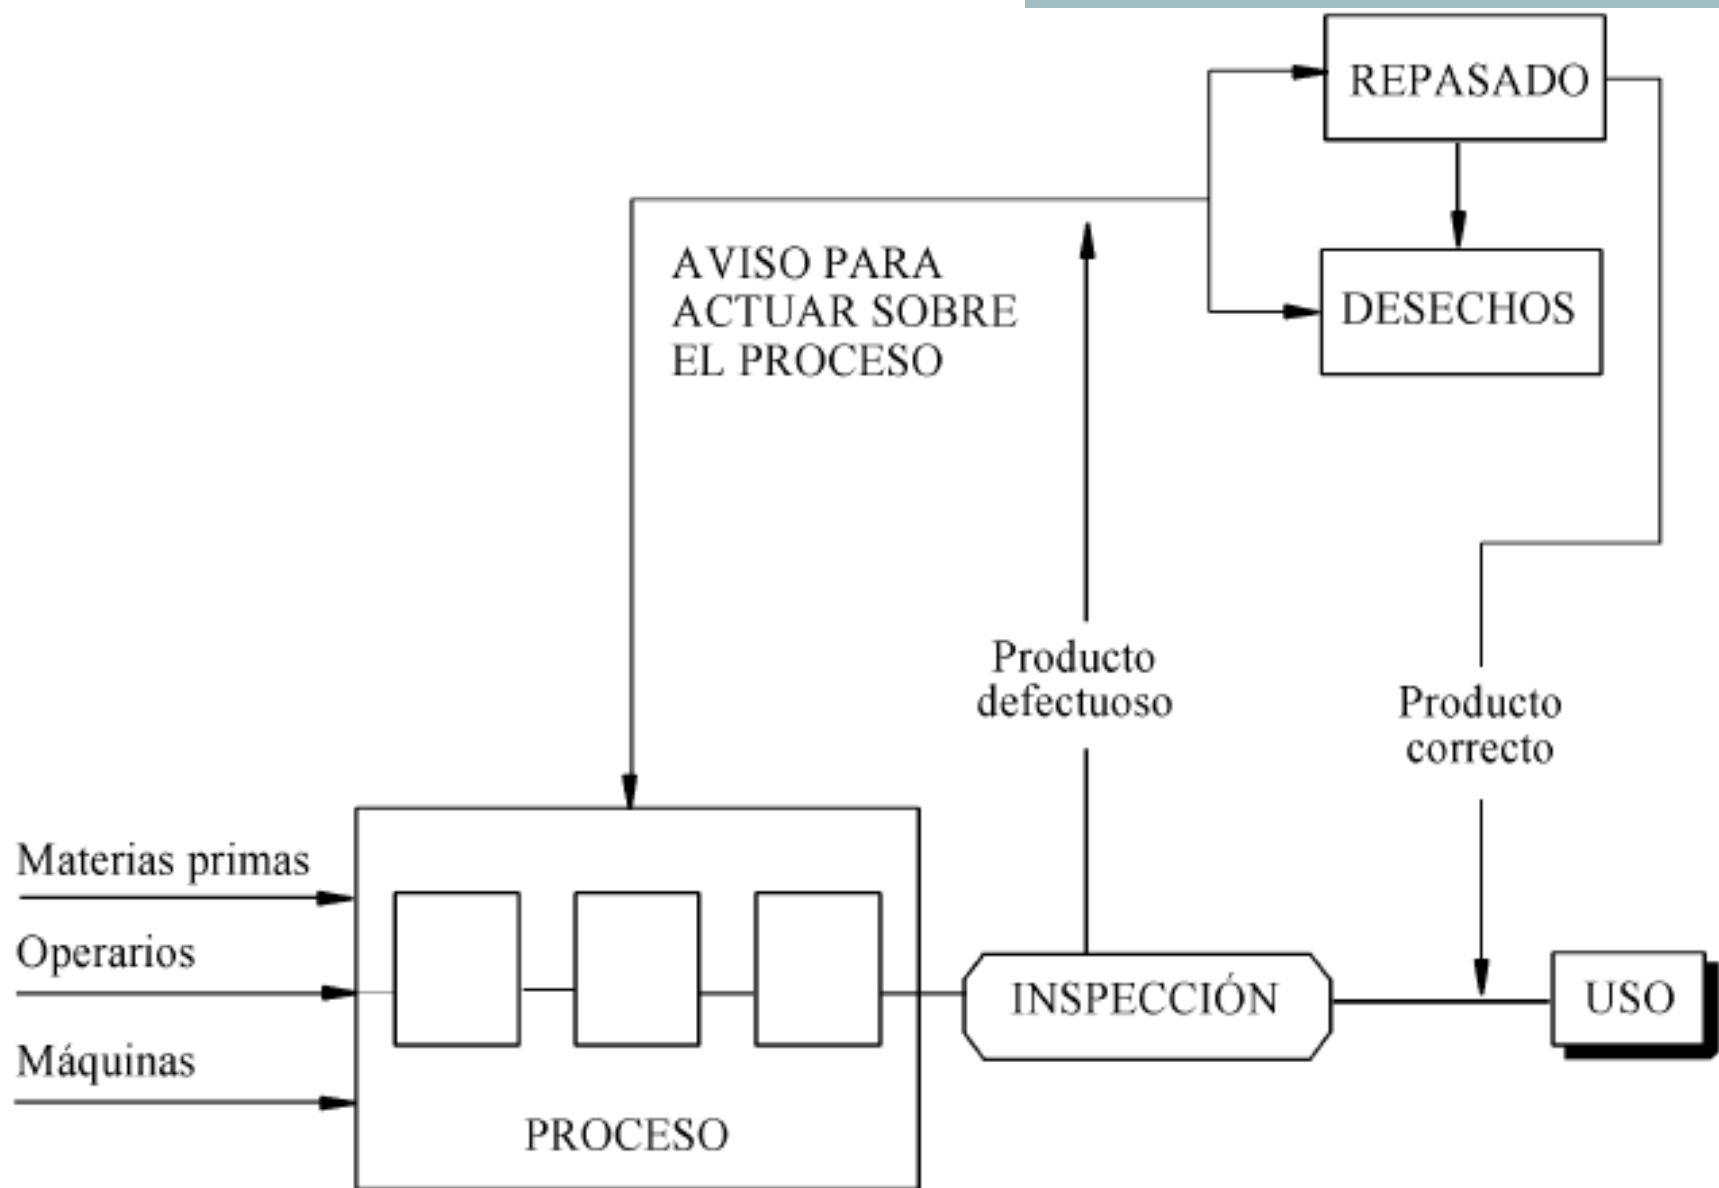 REPASADO
AVISO PARA
ACTUAR SOBRE
EL PROCESO
DESECHOS
Producto
defectuoso
Producto
correcto
Materias primas
Operarios
Máquinas
PROCESO
INSPECCIÓN
USO